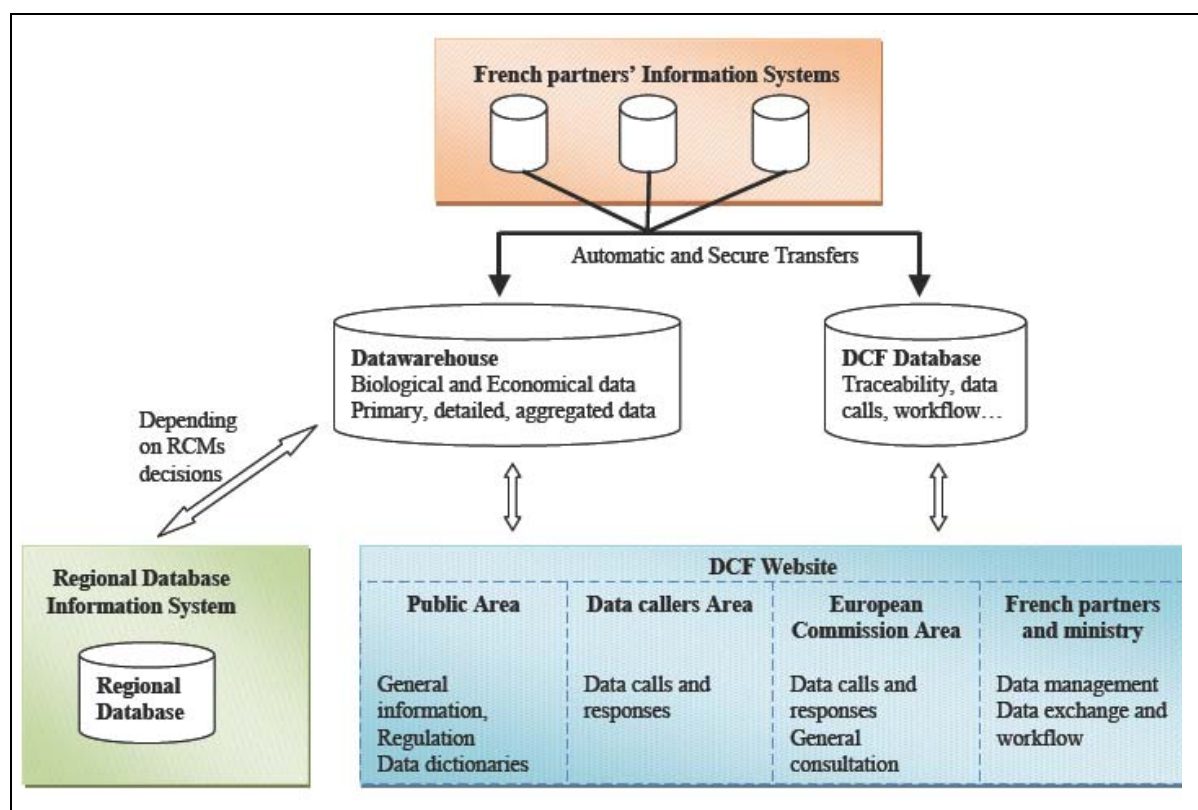 French partners' Information Systems
Automatic and Secure Transfers
Datawarehouse
Biological and Economical data
Primary, detailed, aggregated data
DCF Database
Traceability, data
calls, workflow…
Depending
on RCMs
decisions
Regional Database
Information System
Regional
Database
DCF Website
Public Area
General
information,
Regulation
Data dictionaries
Data callers Area
Data calls and
responses
European
Commission Area
Data calls and
responses
General
consultation
French partners
and ministry
Data management
Data exchange and
workflow